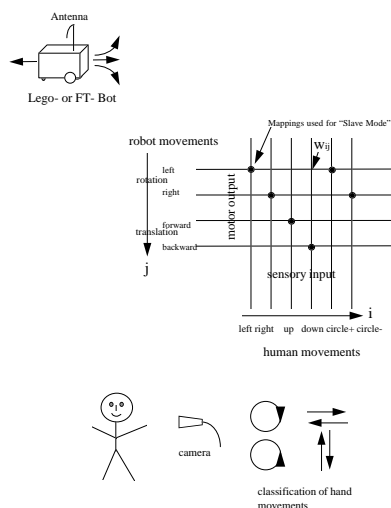 Antenna
Lego- or FT- Bot
Mappings used for “Slave Mode”
robot movements
wij
left
rotation
right
forward
translation
backward
motor output
j
sensory input
i
left right up down circle+ circle-
human movements
camera
classification of hand
movements